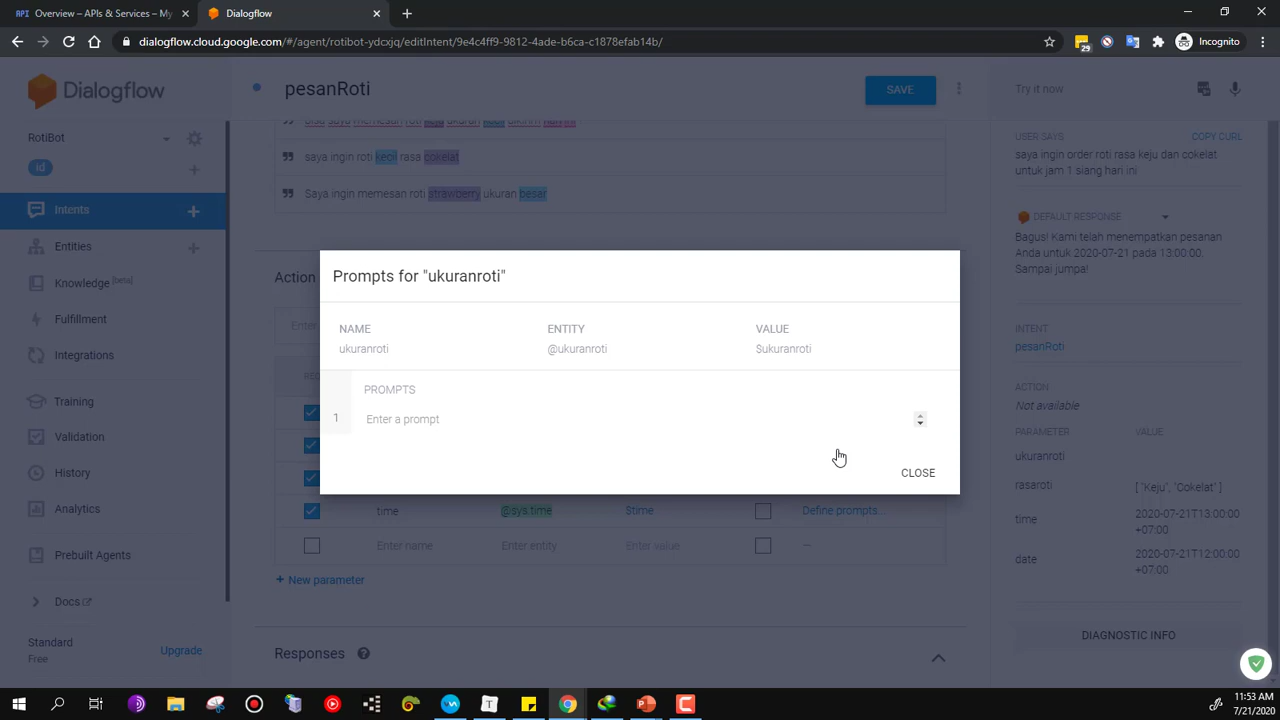 Overview – APIs & Services – My
Dialogflow
dialogflow.cloud.google.com/#/agent/rotibot-ydcvjq/editIntent/9e4c4ff9-9812-4ade-b6ca-c1878efab14b/
29
Incognito
Dialogflow
pesanRoti
SAVE
Try it now
RotiBot
id
Intents
Entities
Knowledge [beta]
Fulfillment
Integrations
Training
Validation
History
Analytics
Prebuilt Agents
Docs
Standard
Free
Upgrade
saya ingin roti kecil rasa cokelat
Saya ingin memesan roti strawberry ukuran besar
Action
Enter
Prompts for "ukuranroti"
NAME ENTITY VALUE
ukuranroti @ukuranroti $ukuranroti
PROMPTS
1 Enter a prompt
CLOSE
time @sys.time $time Define prompts...
Enter name Enter entity Enter value —
+ New parameter
Responses
USER SAYS COPY CURL
saya ingin order roti rasa keju dan cokelat
untuk jam 1 siang hari ini
DEFAULT RESPONSE
Bagus! Kami telah menempatkan pesanan
Anda untuk 2020-07-21 pada 13:00:00.
Sampai jumpa!
INTENT
pesanRoti
ACTION
Not available
PARAMETER VALUE
ukuranroti
rasaroti [ "Keju", "Cokelat" ]
time 2020-07-21T13:00:00
+07:00
date 2020-07-21T12:00:00
+07:00
DIAGNOSTIC INFO
11:53 AM
7/21/2020